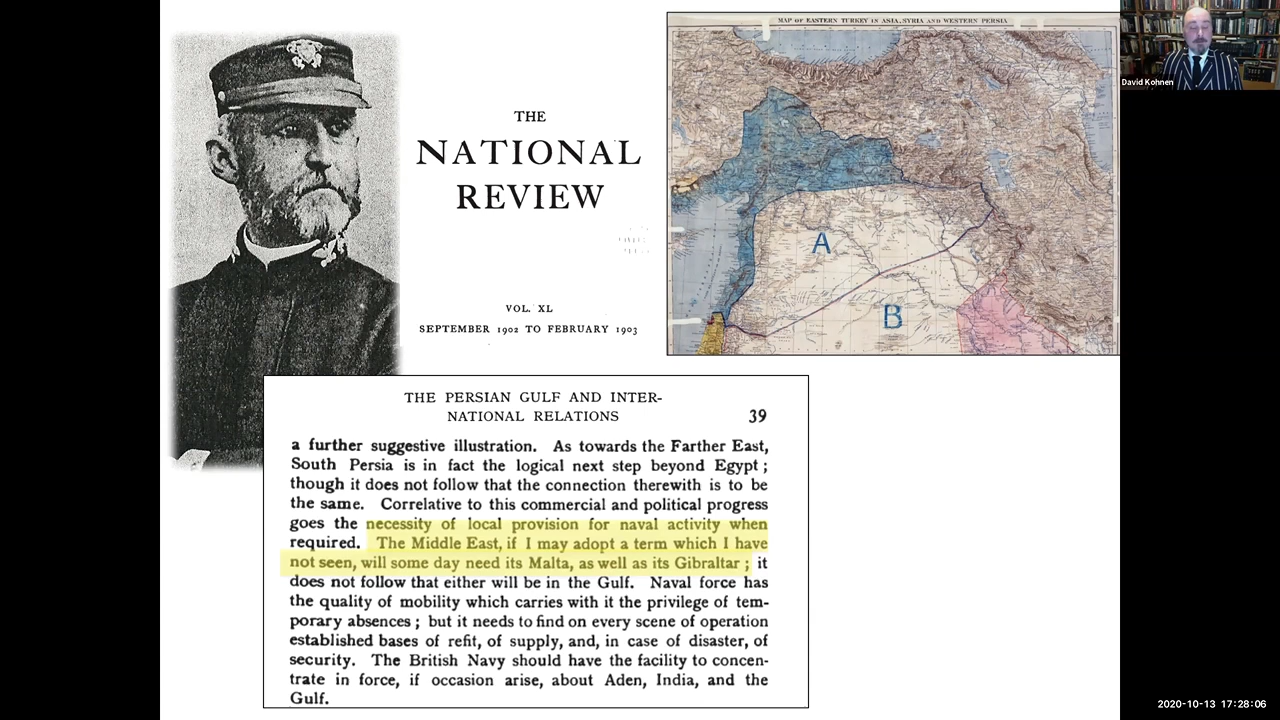 THE
NATIONAL
REVIEW
VOL. XL
SEPTEMBER 1902 TO FEBRUARY 1903
MAP OF EASTERN TURKEY IN ASIA, SYRIA AND WESTERN PERSIA
A
B
David Kohnen
THE PERSIAN GULF AND INTER-
NATIONAL RELATIONS 39
a further suggestive illustration. As towards the Farther East,
South Persia is in fact the logical next step beyond Egypt;
though it does not follow that the connection therewith is to be
the same. Correlative to this commercial and political progress
goes the necessity of local provision for naval activity when
required. The Middle East, if I may adopt a term which I have
not seen, will some day need its Malta, as well as its Gibraltar; it
does not follow that either will be in the Gulf. Naval force has
the quality of mobility which carries with it the privilege of tem-
porary absences; but it needs to find on every scene of operation
established bases of refit, of supply, and, in case of disaster, of
security. The British Navy should have the facility to concen-
trate in force, if occasion arise, about Aden, India, and the
Gulf.
2020-10-13 17:28:06